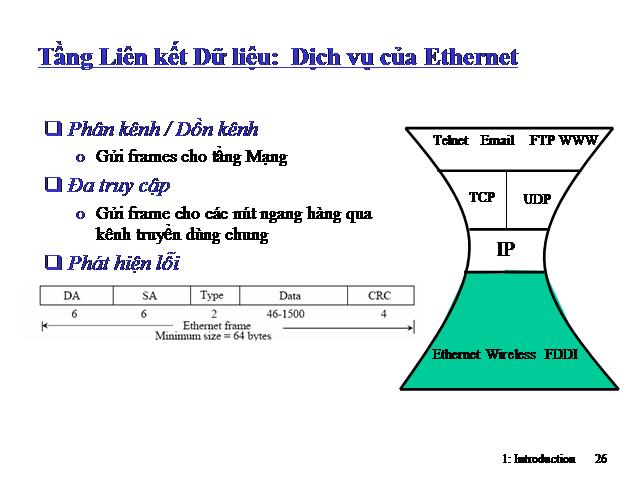 Tầng Liên kết Dữ liệu: Dịch vụ của Ethernet
Phân kênh / Dồn kênh
o Gửi frames cho tầng Mạng
Đa truy cập
o Gửi frame cho các nút ngang hàng qua
kênh truyền dùng chung
Phát hiện lỗi
DA SA Type Data CRC
6 6 2 46-1500 4
Ethernet frame
Minimum size = 64 bytes
Telnet Email FTP WWW
TCP UDP
IP
Ethernet Wireless FDDI
1: Introduction 26